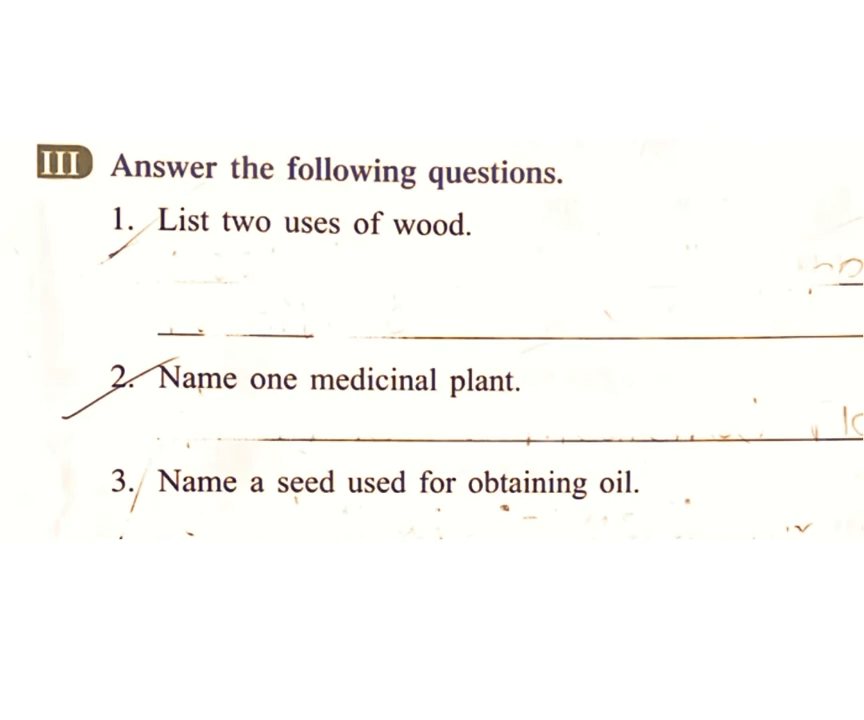 III Answer the following questions.
1. List two uses of wood.
2. Name one medicinal plant.
3. Name a seed used for obtaining oil.